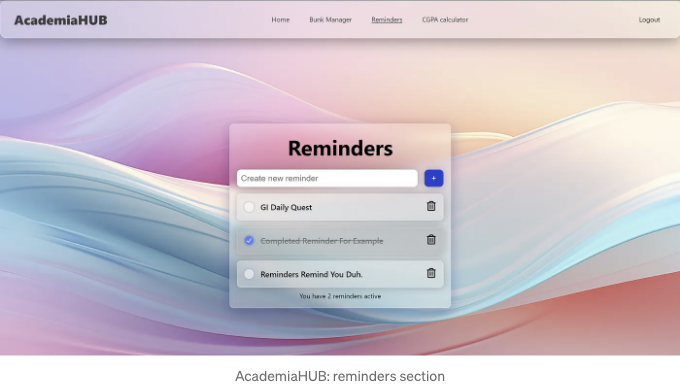 AcademiaHUB
Home Bunk Manager Reminders CGPA calculator Logout
Reminders
Create new reminder +
GI Daily Quest
Completed Reminder For Example
Reminders Remind You Duh.
You have 2 reminders active
AcademiaHUB: reminders section